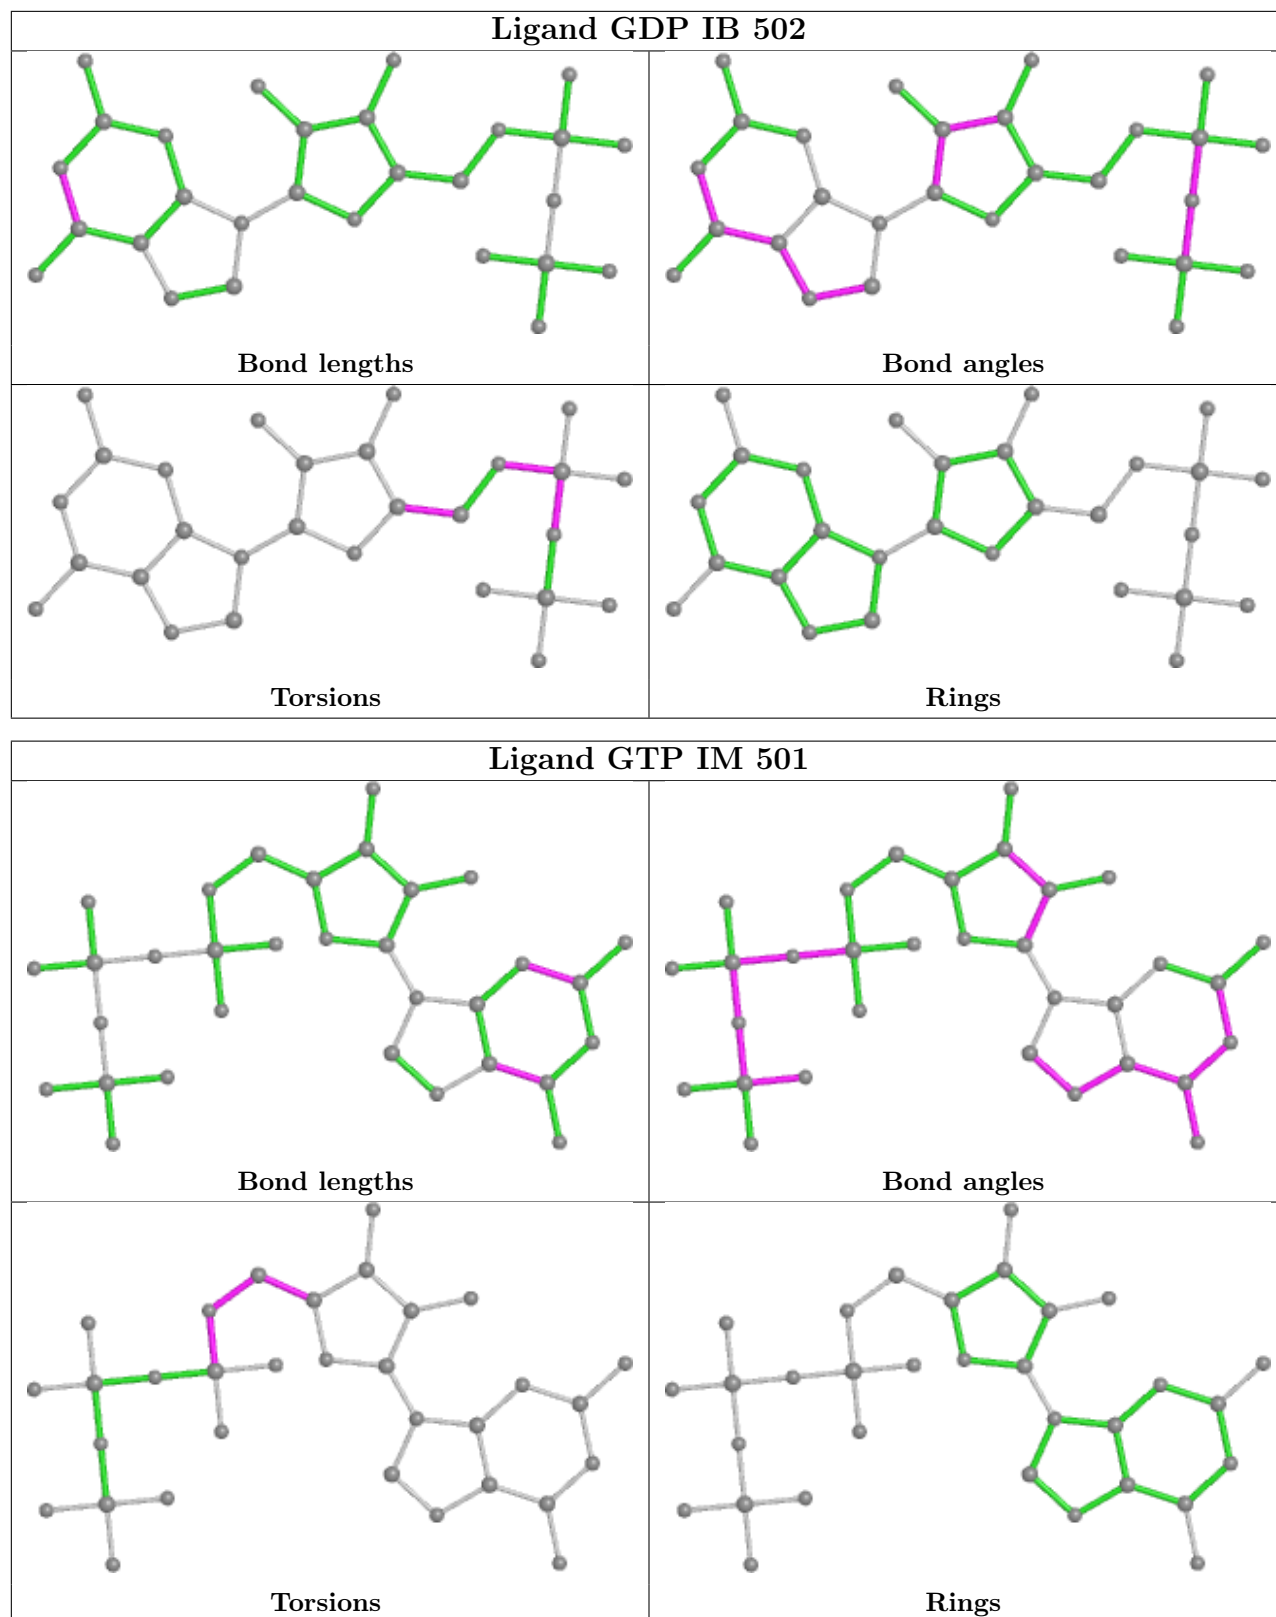 Ligand GDP IB 502
Bond lengths
Bond angles
Torsions
Rings
Ligand GTP IM 501
Bond lengths
Bond angles
Torsions
Rings